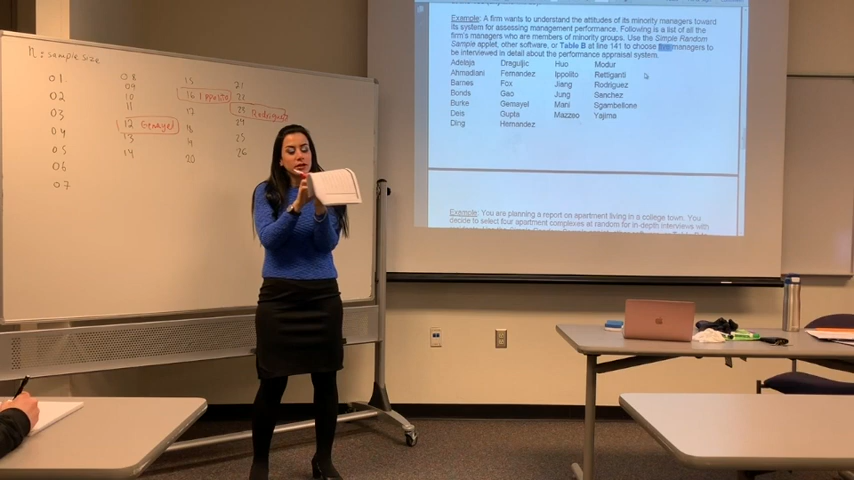 n : sample size
01
02
03
04
05
06
07
08
10
11
12 Gemayel
13
14
15
16 Ippolito
17
18
20
21
23 Rodriguez
24
25
26
Example: A firm wants to understand the attitudes of its minority managers toward
its system for assessing management performance. Following is a list of all the
firm's managers who are members of minority groups. Use the Simple Random
Sample applet, other software, or Table B at line 141 to choose managers to
be interviewed in detail about the performance appraisal system.
Adelaja Draguljic Huo Modur
Ahmadiani Fernandez Ippolito Rettiganti
Barnes Fox Jiang Rodriguez
Bonds Gao Jung Sanchez
Burke Gemayel Mani Sgambellone
Deis Gupta Mazzeo Yajima
Ding Hernandez
Example: You are planning a report on apartment living in a college town. You
decide to select four apartment complexes at random for in-depth interviews with